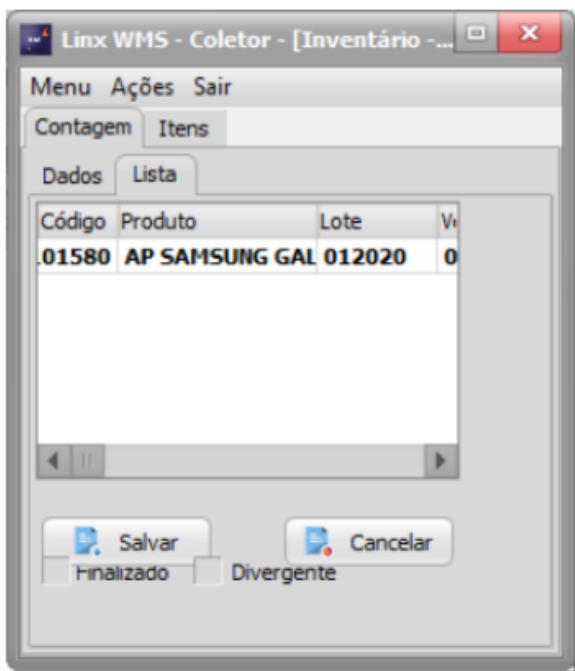 Linx WMS - Coletor - [Inventário -...
Menu Ações Sair
Contagem Itens
Dados Lista
Código Produto Lote V
.01580 AP SAMSUNG GAL 012020 0
Salvar Cancelar
Finalizado Divergente